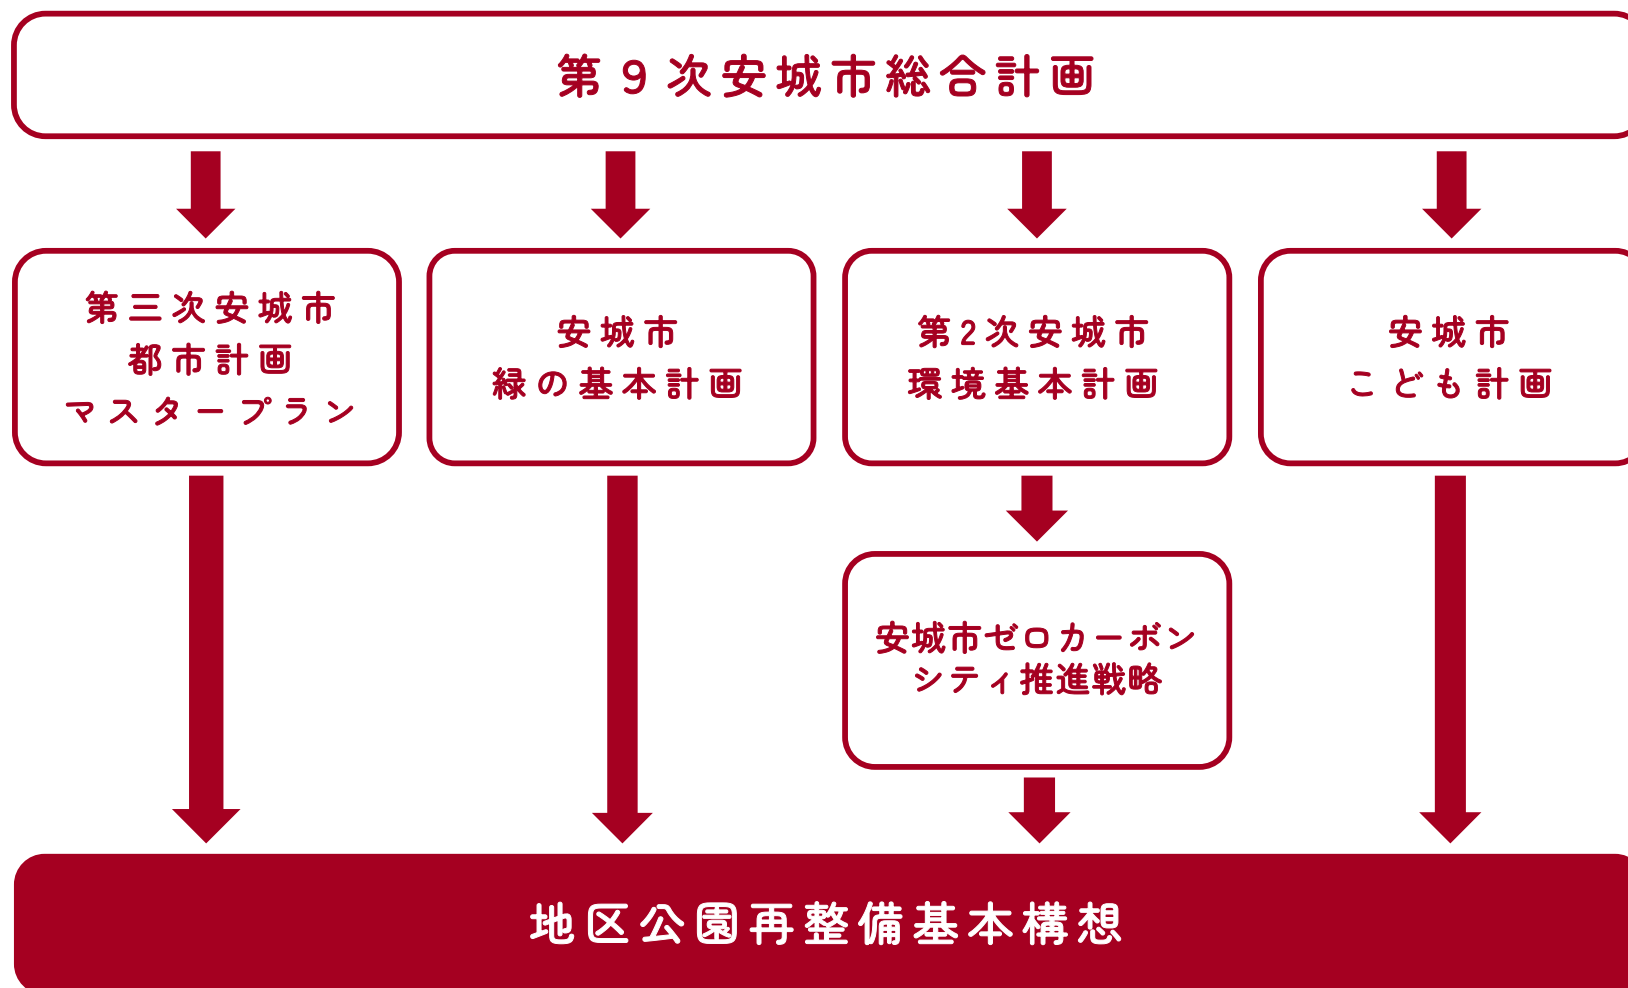 第9次安城市総合計画
第三次安城市
都市計画
マスタープラン
安城市
緑の基本計画
第2次安城市
環境基本計画
安城市
こども計画
安城市ゼロカーボン
シティ推進戦略
地区公園再整備基本構想